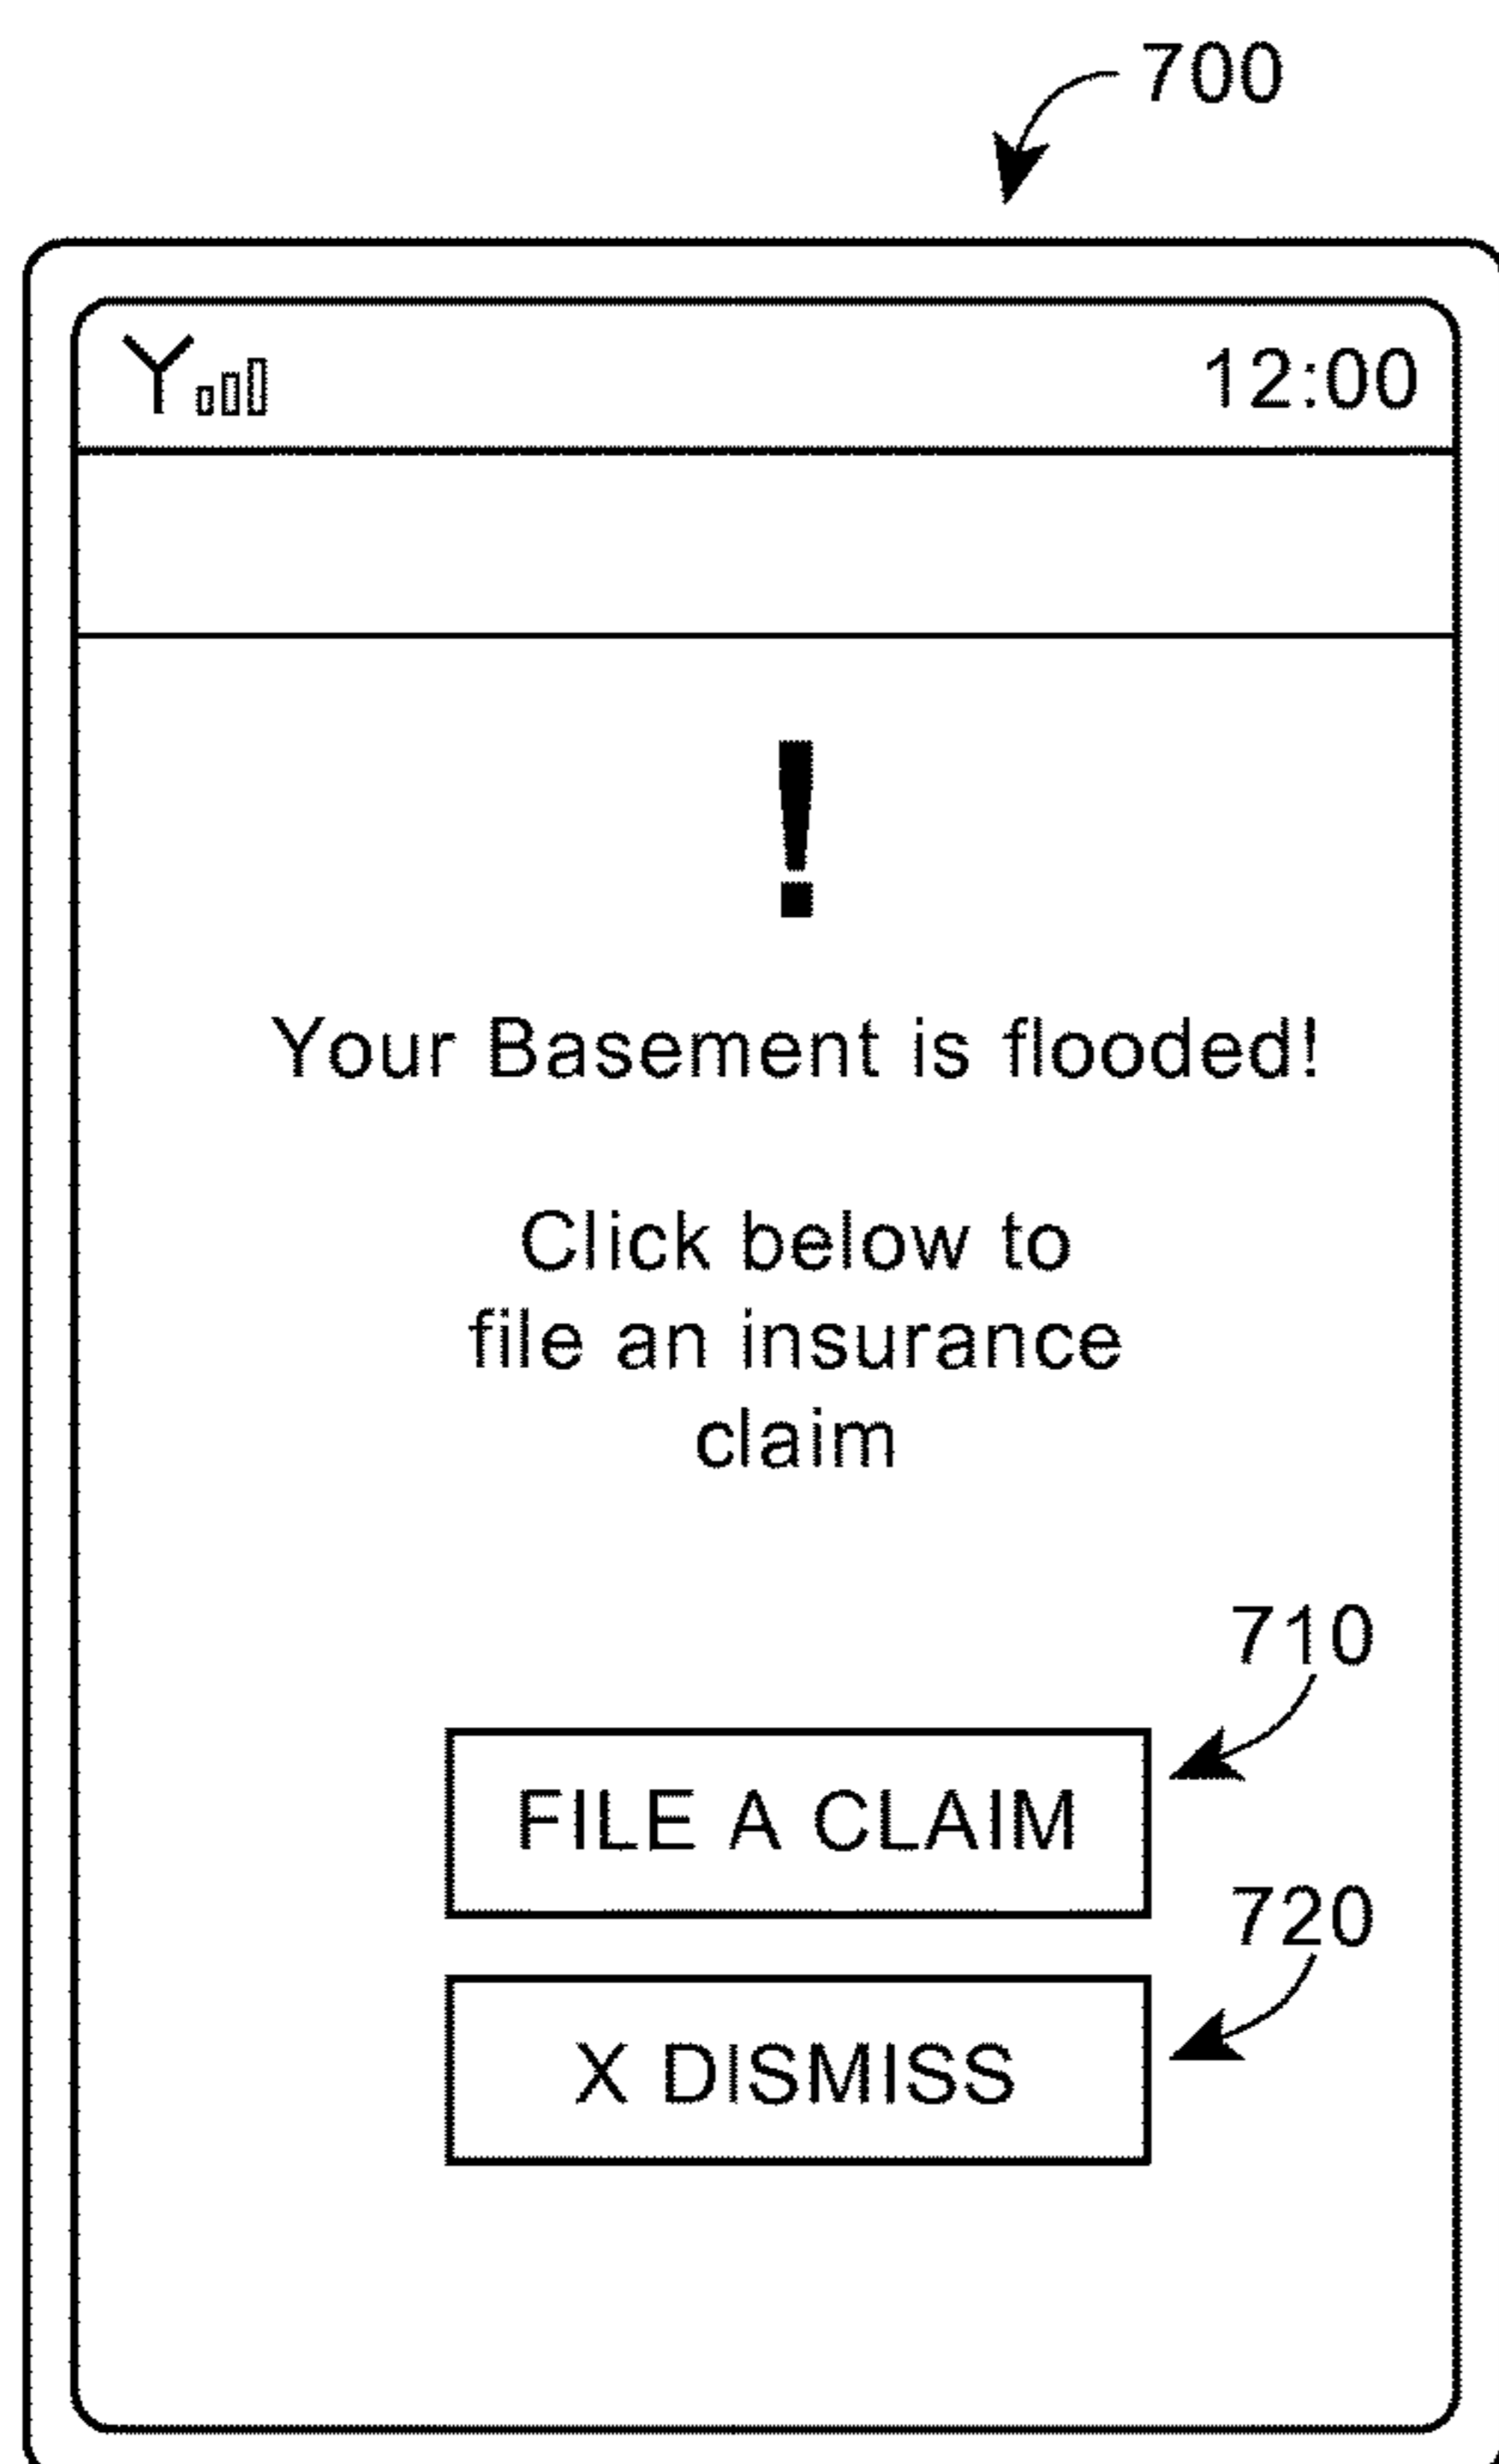 700
12:00
!
Your Basement is flooded!
Click below to
file an insurance
claim
710
FILE A CLAIM
720
X DISMISS